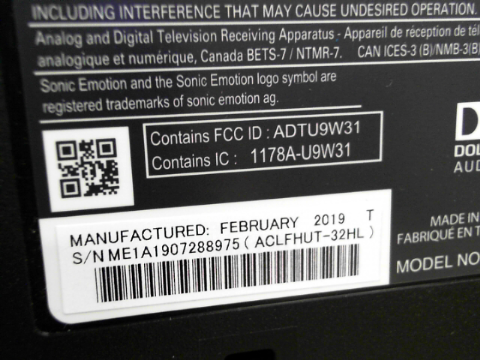 INCLUDING INTERFERENCE THAT MAY CAUSE UNDESIRED OPERATION.
Analog and Digital Television Receiving Apparatus - Appareil de réception de tél
analogique et numérique, Canada BETS-7 / NTMR-7. CAN ICES-3 (B)/NMB-3(B)
Sonic Emotion and the Sonic Emotion logo symbol are
registered trademarks of sonic emotion ag.
Contains FCC ID : ADTU9W31
Contains IC : 1178A-U9W31
D
DOL
AUD
MANUFACTURED: FEBRUARY 2019 T
S/N ME1A1907288975 ( ACLFHUT-32HL )
MADE IN
FABRIQUÉ EN T
MODEL NO